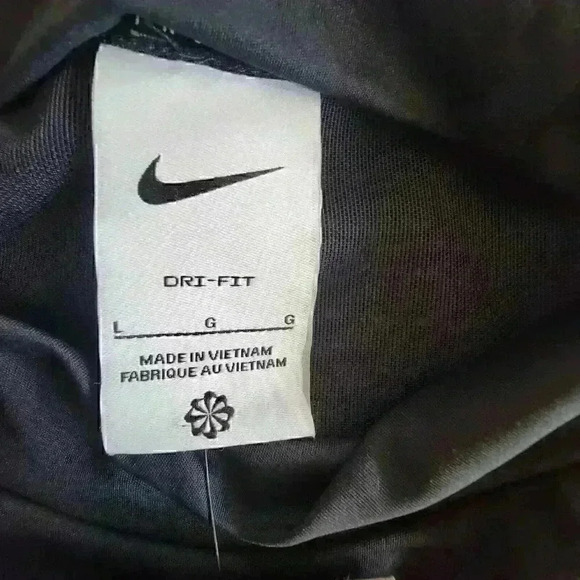 DRI-FIT
L G G
MADE IN VIETNAM
FABRIQUE AU VIETNAM